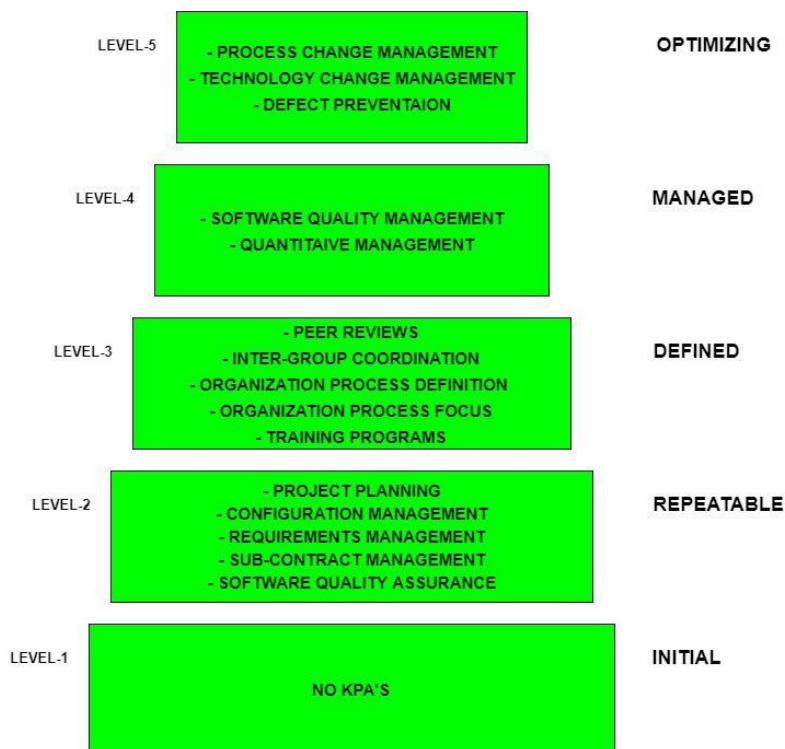 LEVEL-5
- PROCESS CHANGE MANAGEMENT
- TECHNOLOGY CHANGE MANAGEMENT
- DEFECT PREVENTAION
OPTIMIZING
LEVEL-4
- SOFTWARE QUALITY MANAGEMENT
- QUANTITAIVE MANAGEMENT
MANAGED
LEVEL-3
- PEER REVIEWS
- INTER-GROUP COORDINATION
- ORGANIZATION PROCESS DEFINITION
- ORGANIZATION PROCESS FOCUS
- TRAINING PROGRAMS
DEFINED
LEVEL-2
- PROJECT PLANNING
- CONFIGURATION MANAGEMENT
- REQUIREMENTS MANAGEMENT
- SUB-CONTRACT MANAGEMENT
- SOFTWARE QUALITY ASSURANCE
REPEATABLE
LEVEL-1
NO KPA'S
INITIAL